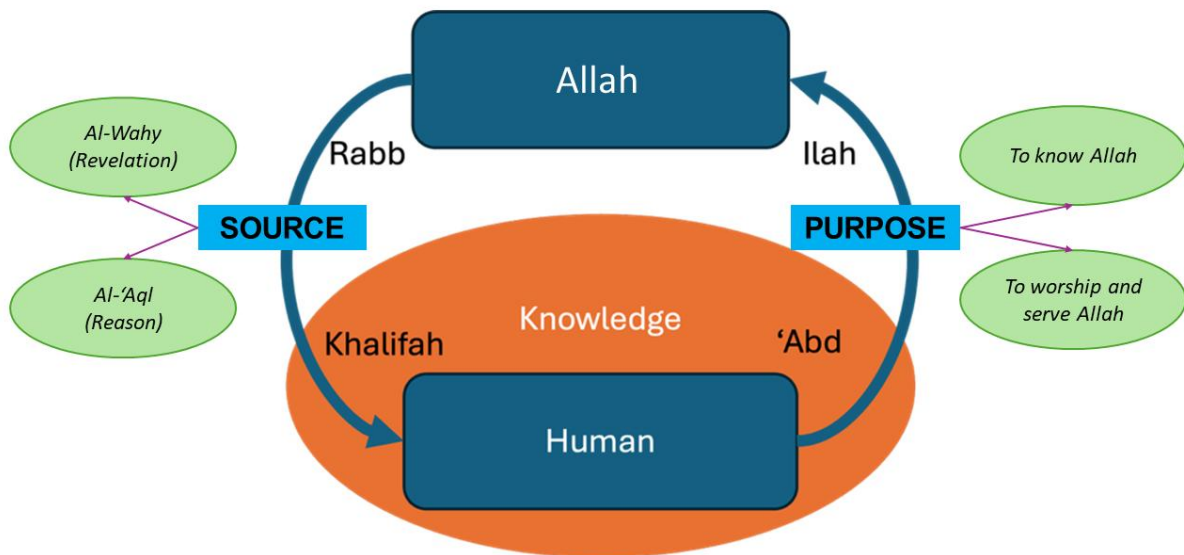 Allah
Rabb
Ilah
Al-Wahy
(Revelation)
To know Allah
SOURCE
PURPOSE
Al-‘Aql
(Reason)
To worship and
serve Allah
Knowledge
Khalifah
‘Abd
Human